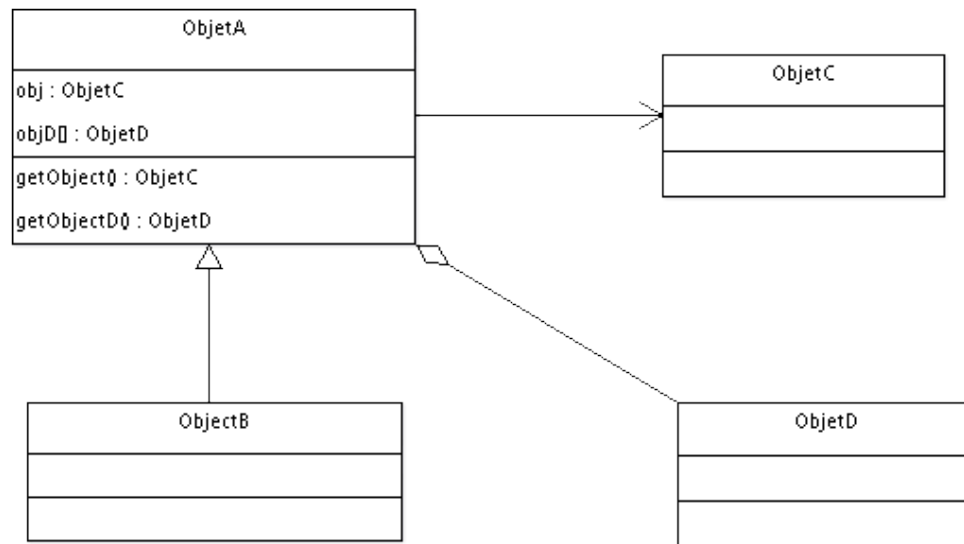 ObjetA
obj : ObjetC
objD[] : ObjetD
getObject() : ObjetC
getObjectD() : ObjetD
ObjetC
ObjectB
ObjetD